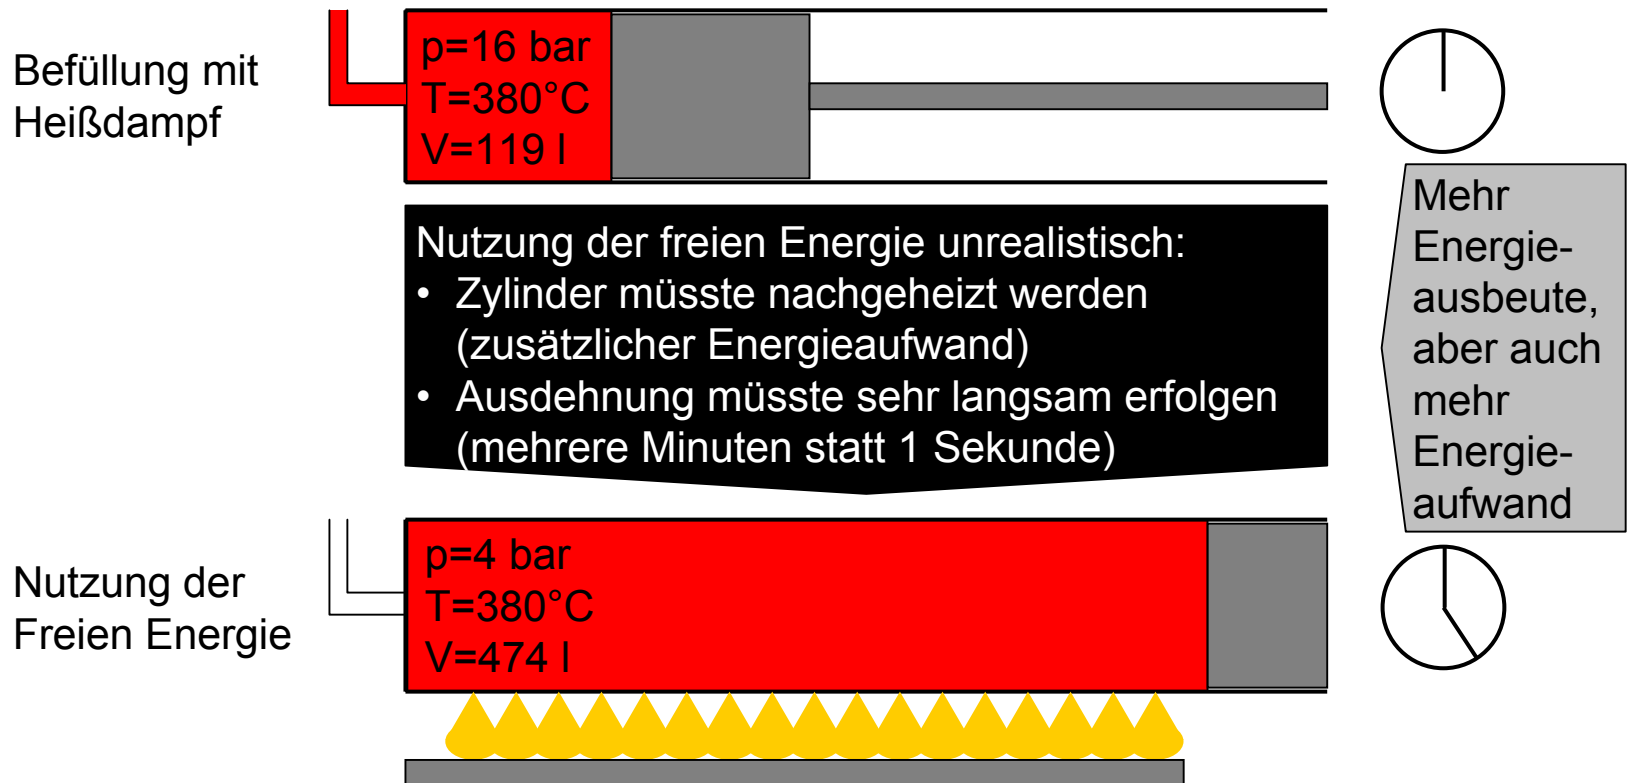 Befüllung mit
Heißdampf
p=16 bar
T=380°C
V=119 l
Nutzung der freien Energie unrealistisch:
• Zylinder müsste nachgeheizt werden
(zusätzlicher Energieaufwand)
• Ausdehnung müsste sehr langsam erfolgen
(mehrere Minuten statt 1 Sekunde)
Mehr
Energie-
ausbeute,
aber auch
mehr
Energie-
aufwand
Nutzung der
Freien Energie
p=4 bar
T=380°C
V=474 l